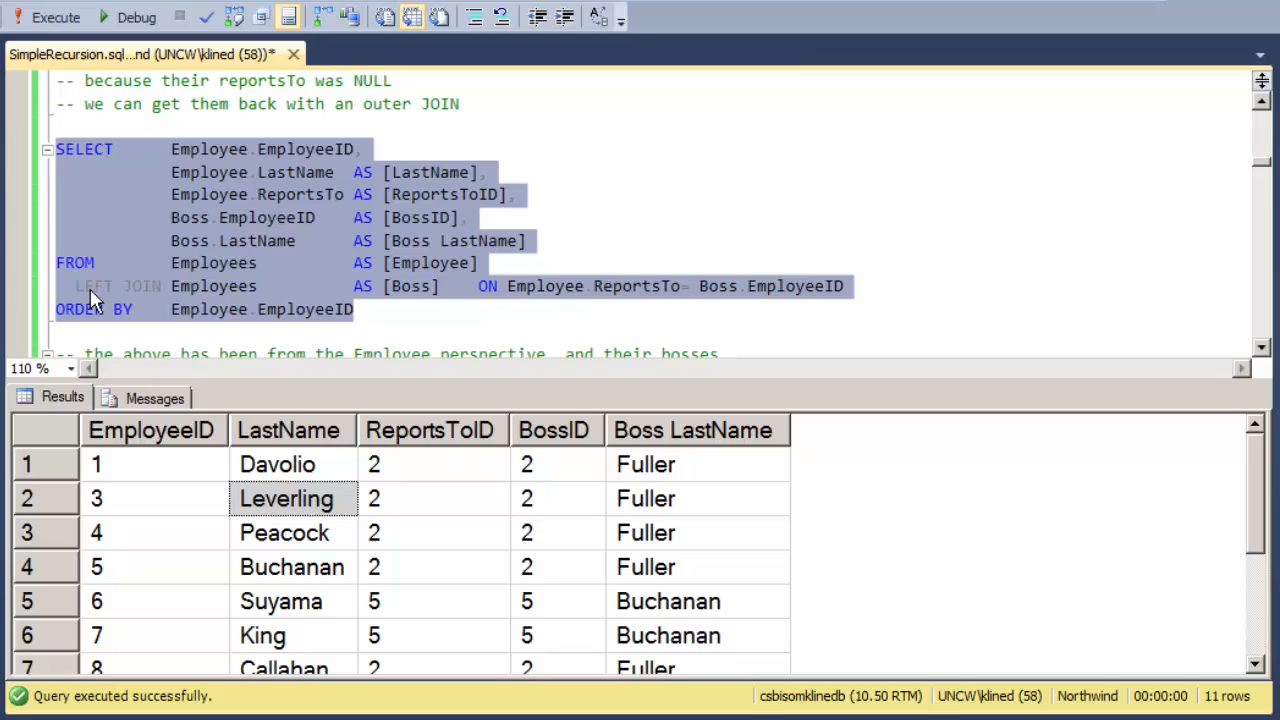 Execute Debug
SimpleRecursion.sql...nd (UNCW\klined (58))*
-- because their reportsTo was NULL
-- we can get them back with an outer JOIN
SELECT Employee.EmployeeID,
Employee.LastName AS [LastName],
Employee.ReportsTo AS [ReportsToID],
Boss.EmployeeID AS [BossID],
Boss.LastName AS [Boss LastName]
FROM Employees AS [Employee]
LEFT JOIN Employees AS [Boss] ON Employee.ReportsTo= Boss.EmployeeID
ORDER BY Employee.EmployeeID
-- the above has been from the Employee perspective and their bosses
110 %
Results Messages
EmployeeID LastName ReportsToID BossID Boss LastName
1 1 Davolio 2 2 Fuller
2 3 Leverling 2 2 Fuller
3 4 Peacock 2 2 Fuller
4 5 Buchanan 2 2 Fuller
5 6 Suyama 5 5 Buchanan
6 7 King 5 5 Buchanan
7 8 Callahan 2 2 Fuller
Query executed successfully. csbisomklinedb (10.50 RTM) UNCW\klined (58) Northwind 00:00:00 11 rows